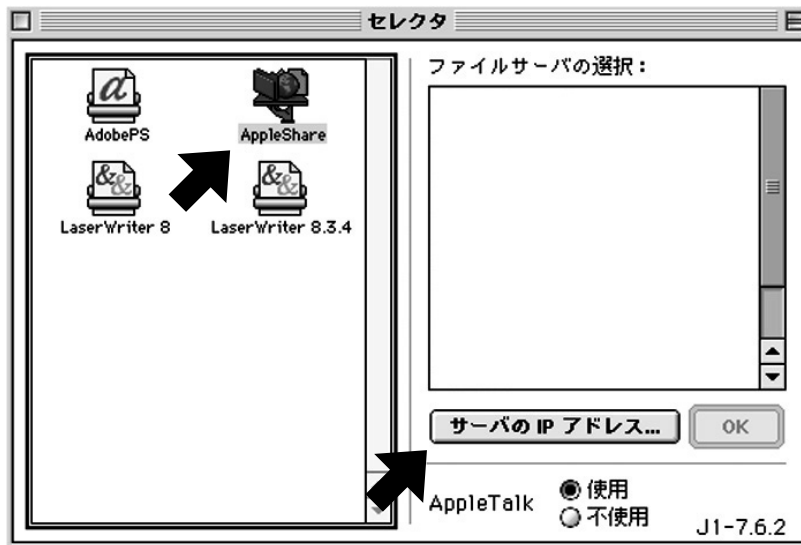 セレクタ
AdobePS
AppleShare
LaserWriter 8
LaserWriter 8.3.4
ファイルサーバの選択：
サーバの IP アドレス...
OK
AppleTalk
使用
不使用
J1-7.6.2